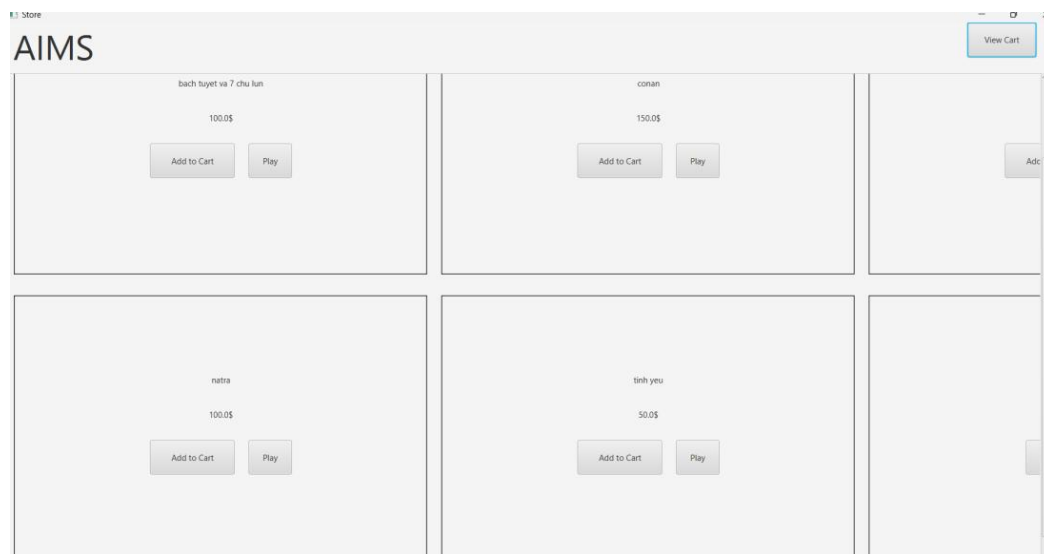 Store
AIMS
View Cart
bach tuyet va 7 chu lun
conan
100.0$
150.0$
Add to Cart
Play
Add to Cart
Play
Add
natra
tinh yeu
100.0$
50.0$
Add to Cart
Play
Add to Cart
Play